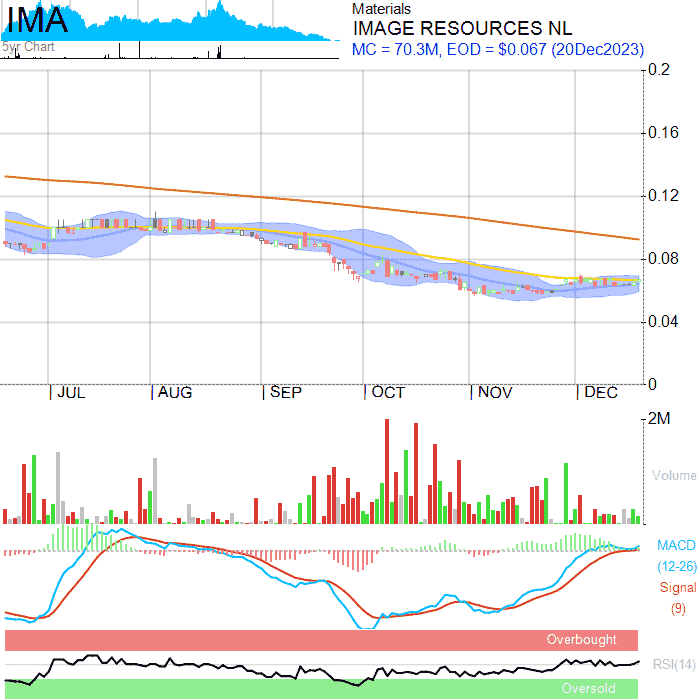 IMA
5yr Chart
Materials
IMAGE RESOURCES NL
MC = 70.3M, EOD = $0.067 (20Dec2023)
0.2
0.16
0.12
0.08
0.04
0
JUL AUG SEP OCT NOV DEC
2M
Volume
MACD
(12-26)
Signal
(9)
Overbought
RSI(14)
Oversold